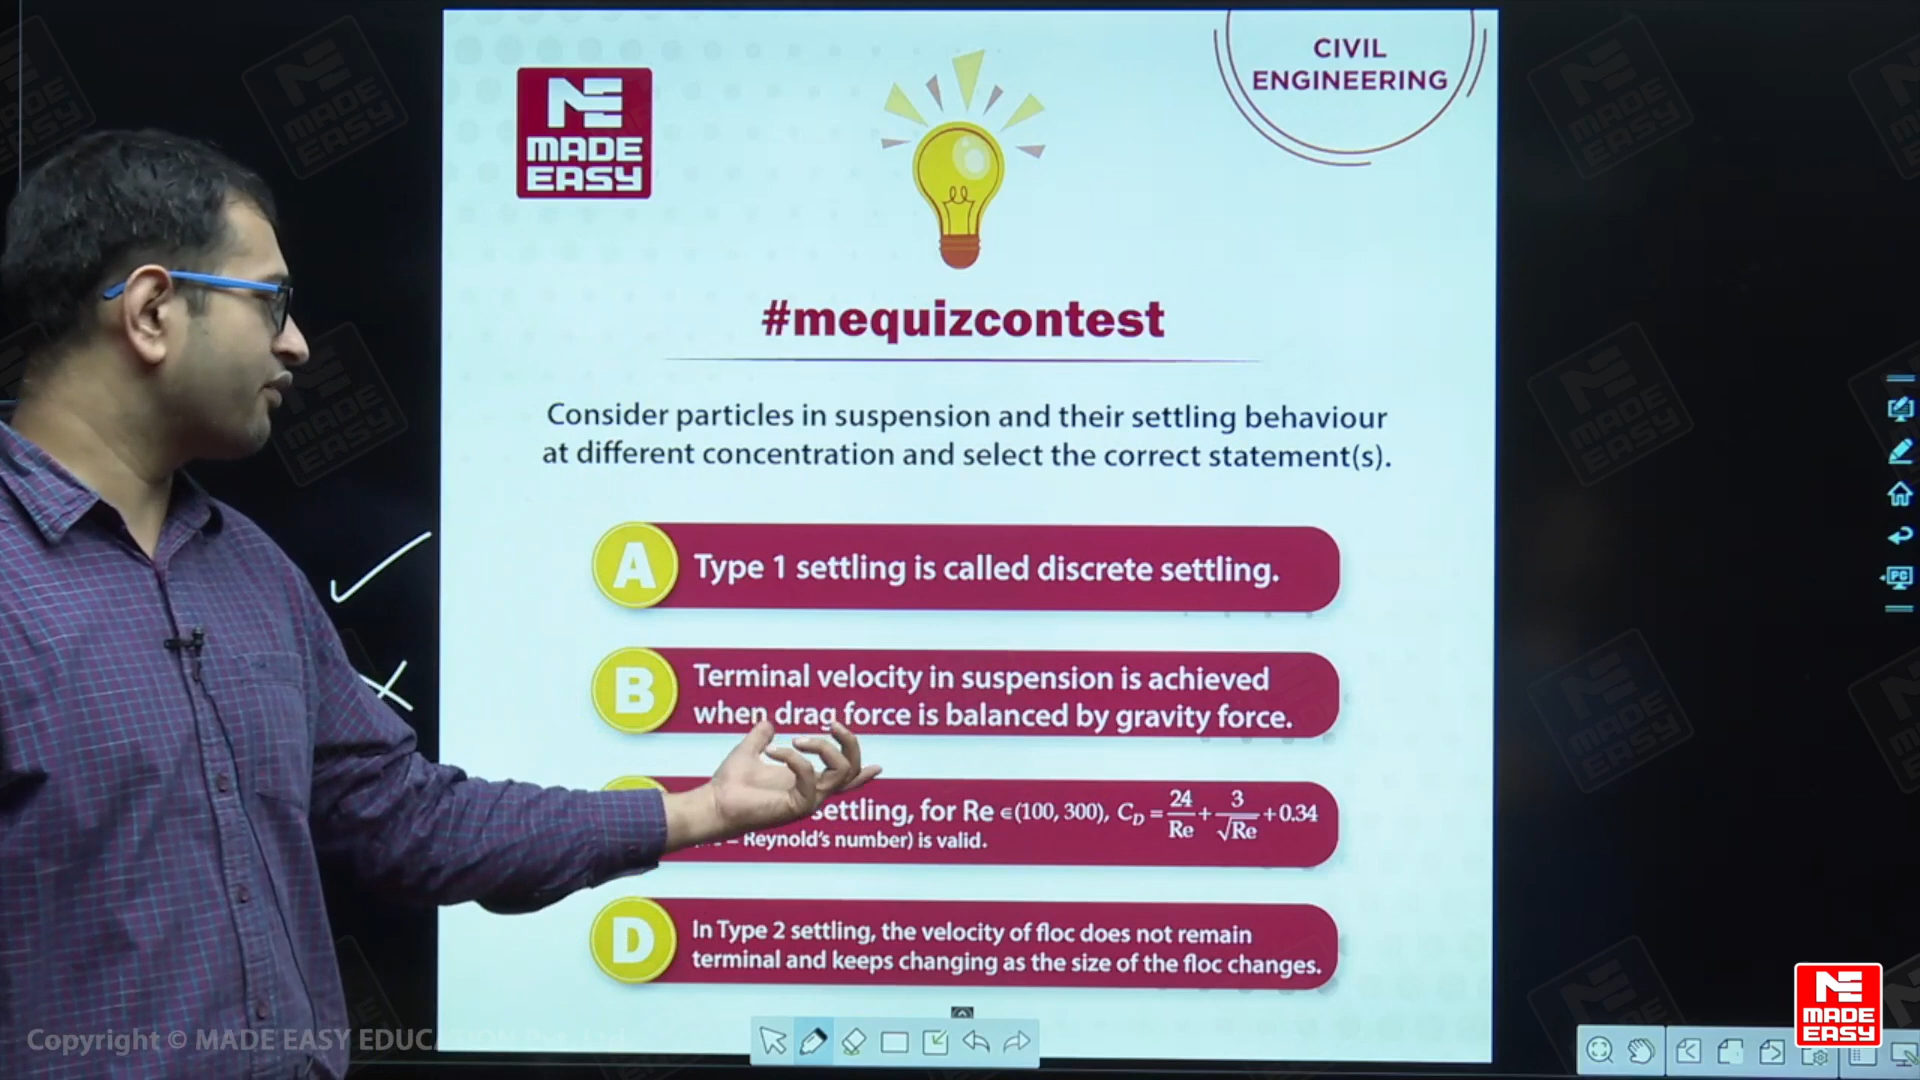 CIVIL
ENGINEERING
ME
MADE
EASY
#mequizcontest
Consider particles in suspension and their settling behaviour
at different concentration and select the correct statement(s).
A Type 1 settling is called discrete settling.
B Terminal velocity in suspension is achieved
when drag force is balanced by gravity force.
settling, for Re ∈(100, 300), C_D = 24/Re + 3/√Re + 0.34
Reynold's number) is valid.
D In Type 2 settling, the velocity of floc does not remain
terminal and keeps changing as the size of the floc changes.
PC
Copyright © MADE EASY EDUC
ME
MADE
EASY